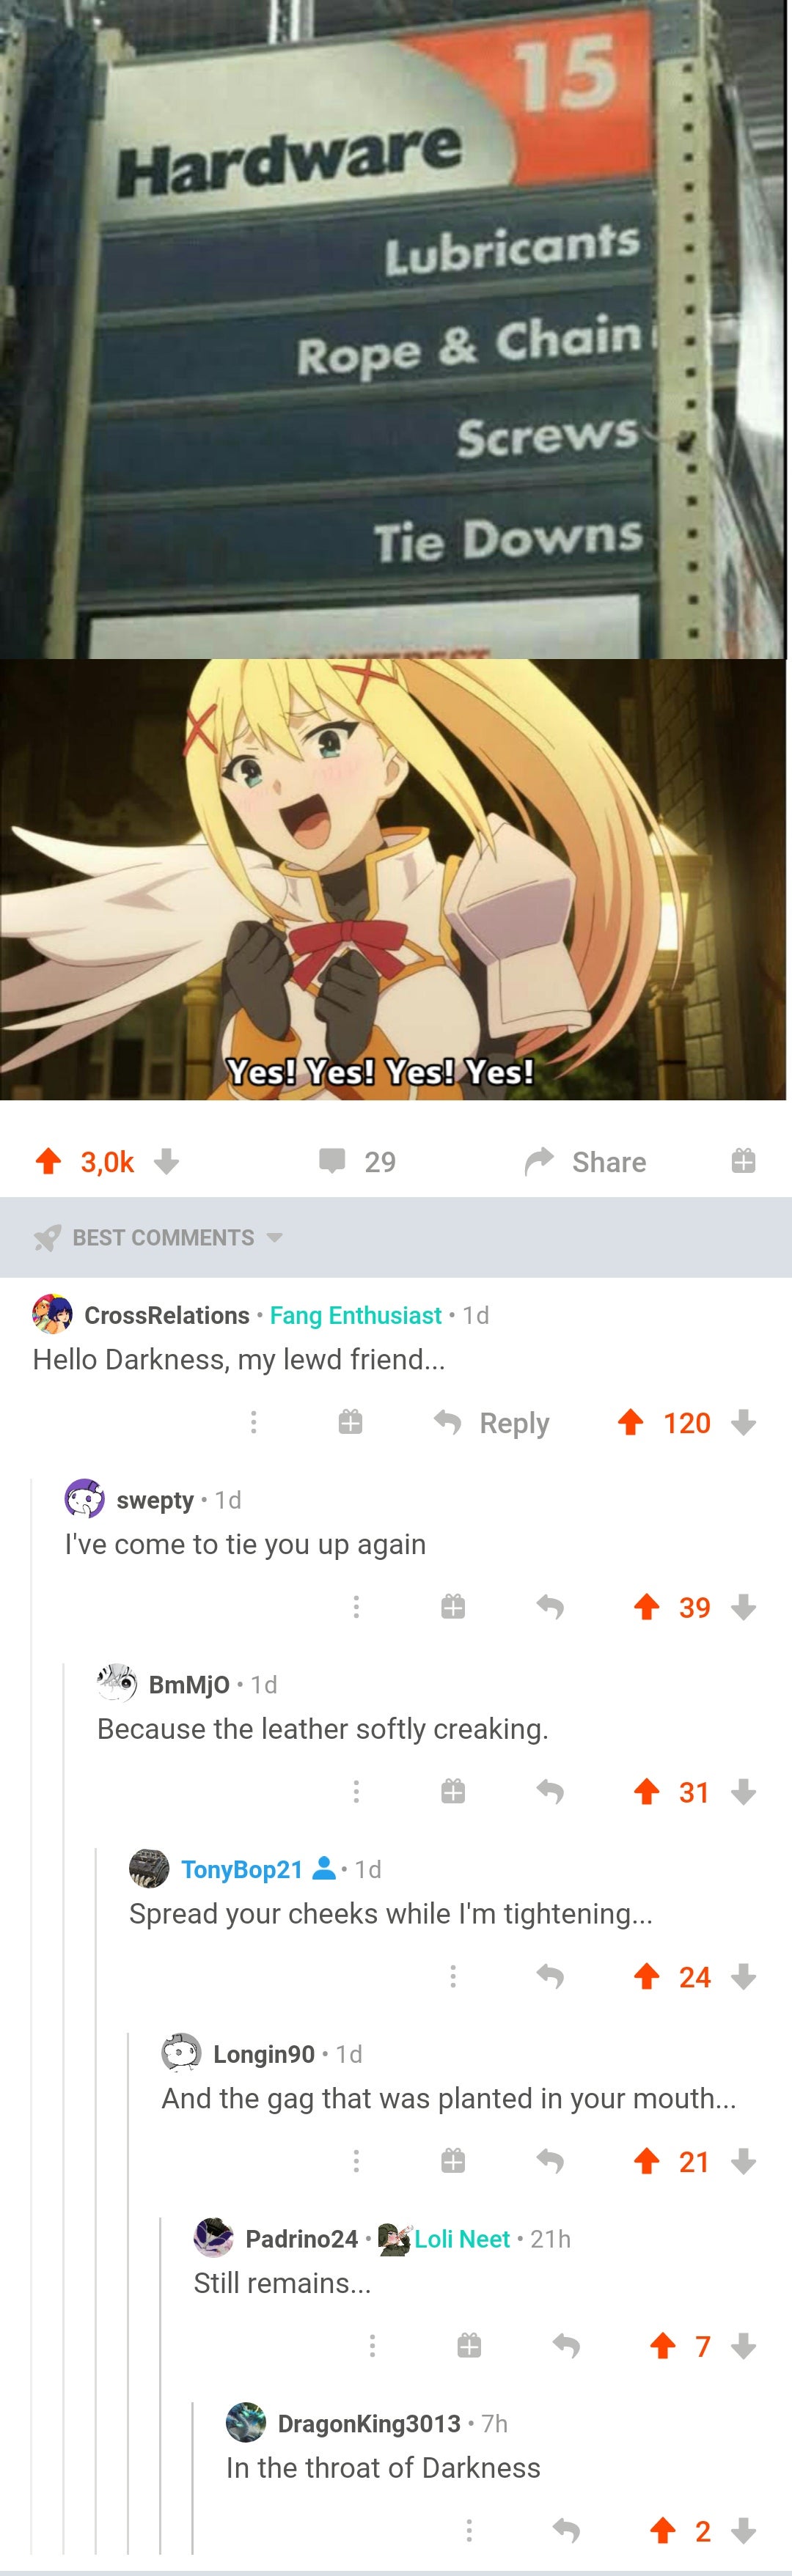 15
Hardware
Lubricants
Rope & Chain
Screws
Tie Downs
Yes! Yes! Yes! Yes!
3,0k
29
Share
BEST COMMENTS
CrossRelations • Fang Enthusiast • 1d
Hello Darkness, my lewd friend...
Reply
120
swepty • 1d
I've come to tie you up again
39
BmMjO • 1d
Because the leather softly creaking.
31
TonyBop21 • 1d
Spread your cheeks while I'm tightening...
24
Longin90 • 1d
And the gag that was planted in your mouth...
21
Padrino24 • Loli Neet • 21h
Still remains...
7
DragonKing3013 • 7h
In the throat of Darkness
2